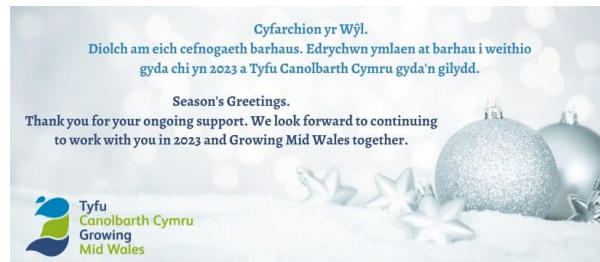 Cyfarchion yr Wŷl.
Diolch am eich cefnogaeth barhaus. Edrychwn ymlaen at barhau i weithio
gyda chi yn 2023 a Tyfu Canolbarth Cymru gyda'n gilydd.
Season's Greetings.
Thank you for your ongoing support. We look forward to continuing
to work with you in 2023 and Growing Mid Wales together.
Tyfu
Canolbarth Cymru
Growing
Mid Wales